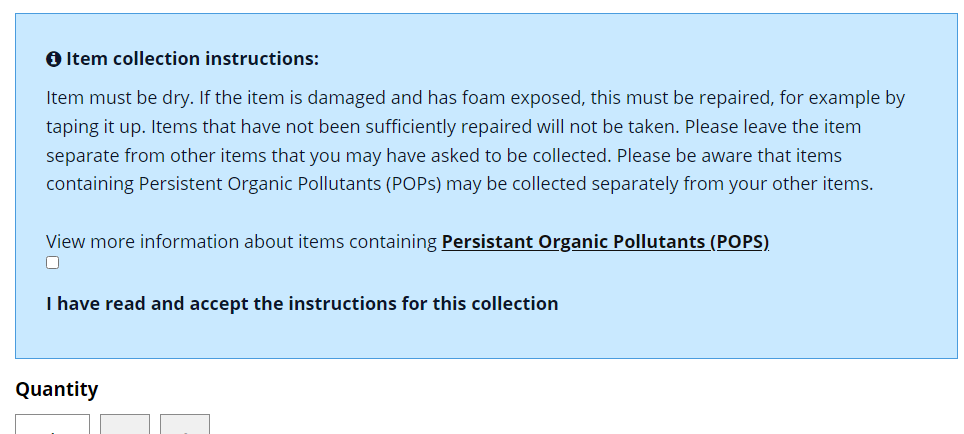 Item collection instructions:
Item must be dry. If the item is damaged and has foam exposed, this must be repaired, for example by
taping it up. Items that have not been sufficiently repaired will not be taken. Please leave the item
separate from other items that you may have asked to be collected. Please be aware that items
containing Persistent Organic Pollutants (POPs) may be collected separately from your other items.
View more information about items containing Persistant Organic Pollutants (POPS)
I have read and accept the instructions for this collection
Quantity